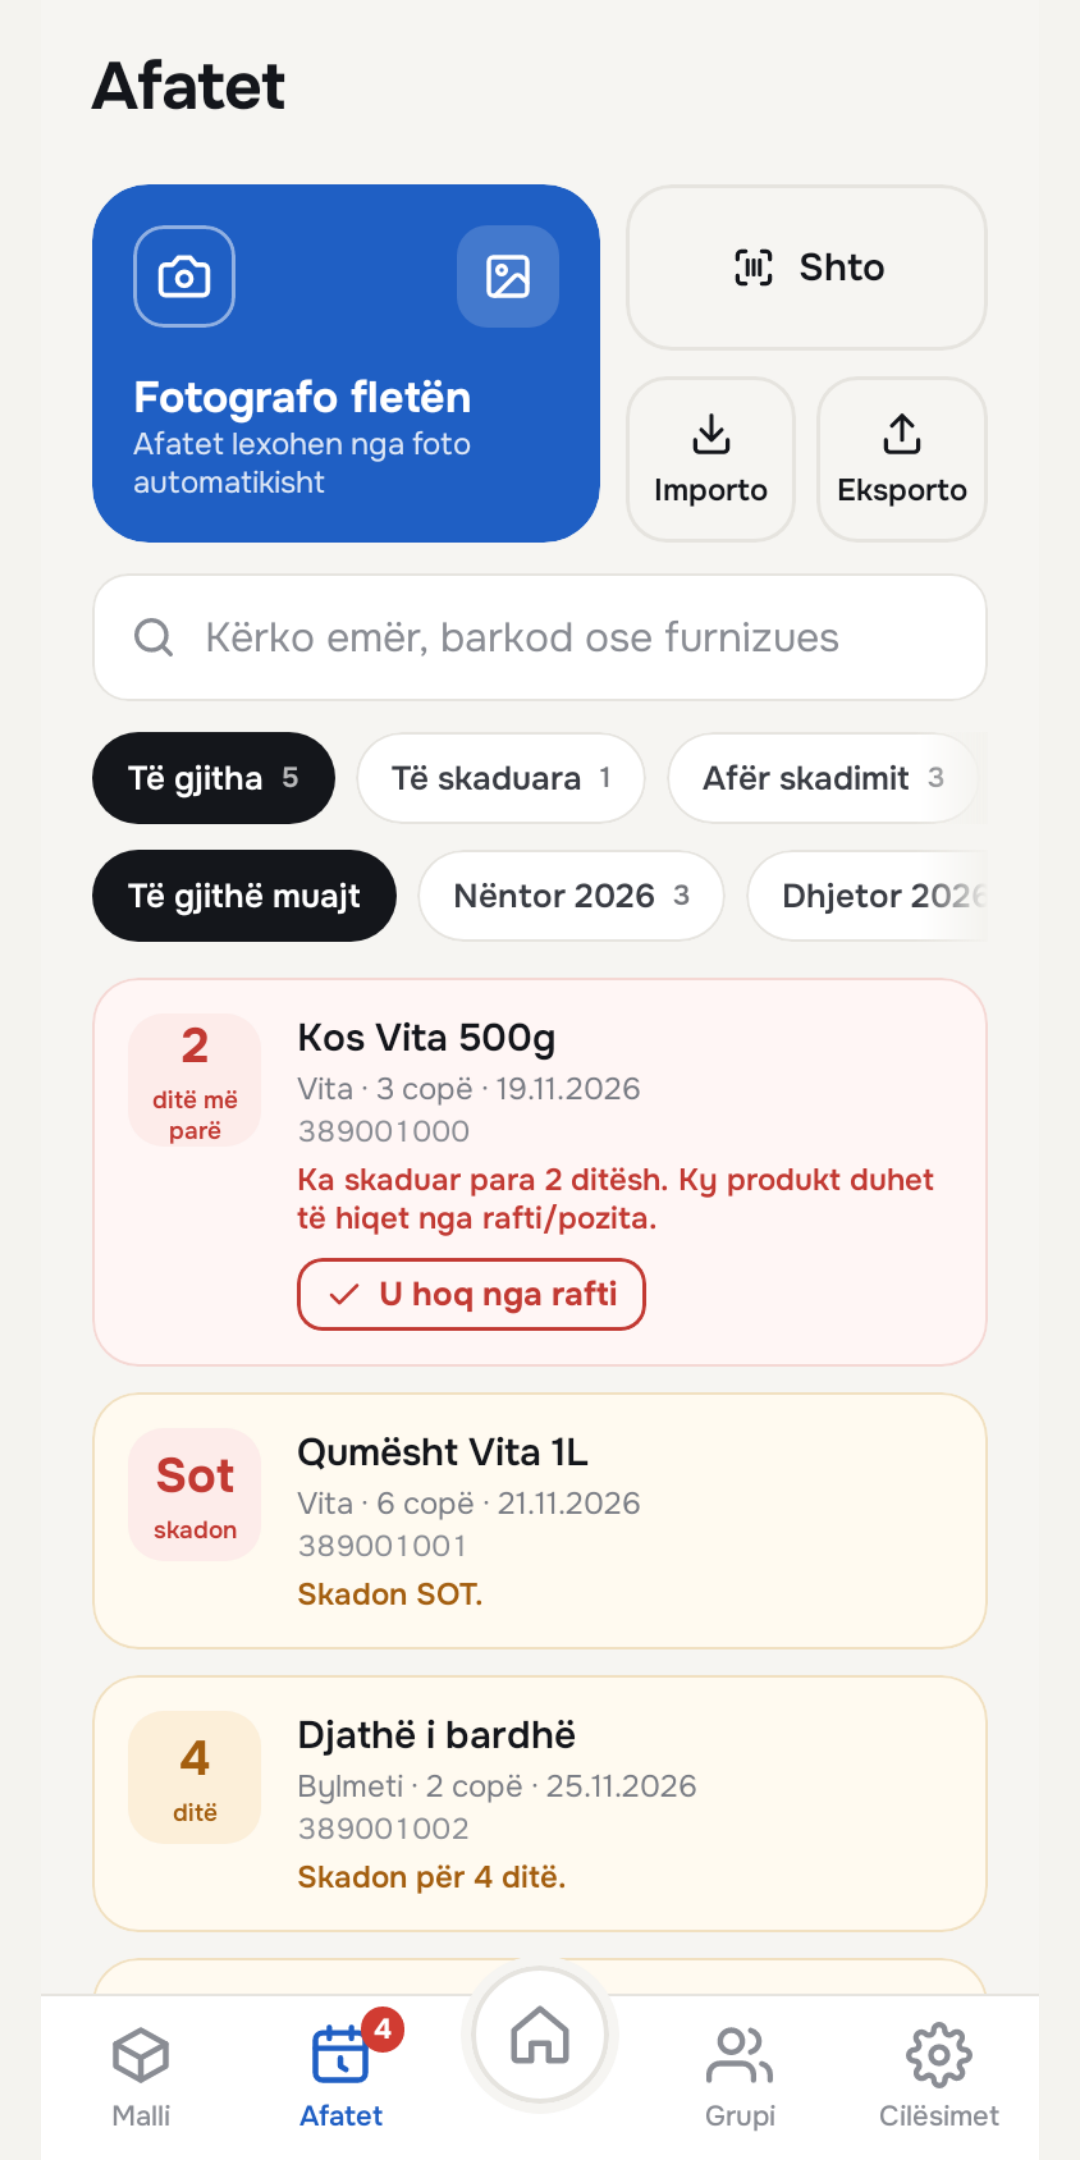 Afatet
Fotografo fletën
Afatet lexohen nga foto
automatikisht
Shto
Importo
Eksporto
Kërko emër, barkod ose furnizues
Të gjitha 5
Të skaduara 1
Afër skadimit 3
Të gjithë muajt
Nëntor 2026 3
Dhjetor 2026
2
ditë më
parë
Kos Vita 500g
Vita · 3 copë · 19.11.2026
389001000
Ka skaduar para 2 ditësh. Ky produkt duhet
të hiqet nga rafti/pozita.
U hoq nga rafti
Sot
skadon
Qumësht Vita 1L
Vita · 6 copë · 21.11.2026
389001001
Skadon SOT.
4
ditë
Djathë i bardhë
Bylmeti · 2 copë · 25.11.2026
389001002
Skadon për 4 ditë.
Malli
4
Afatet
Grupi
Cilësimet